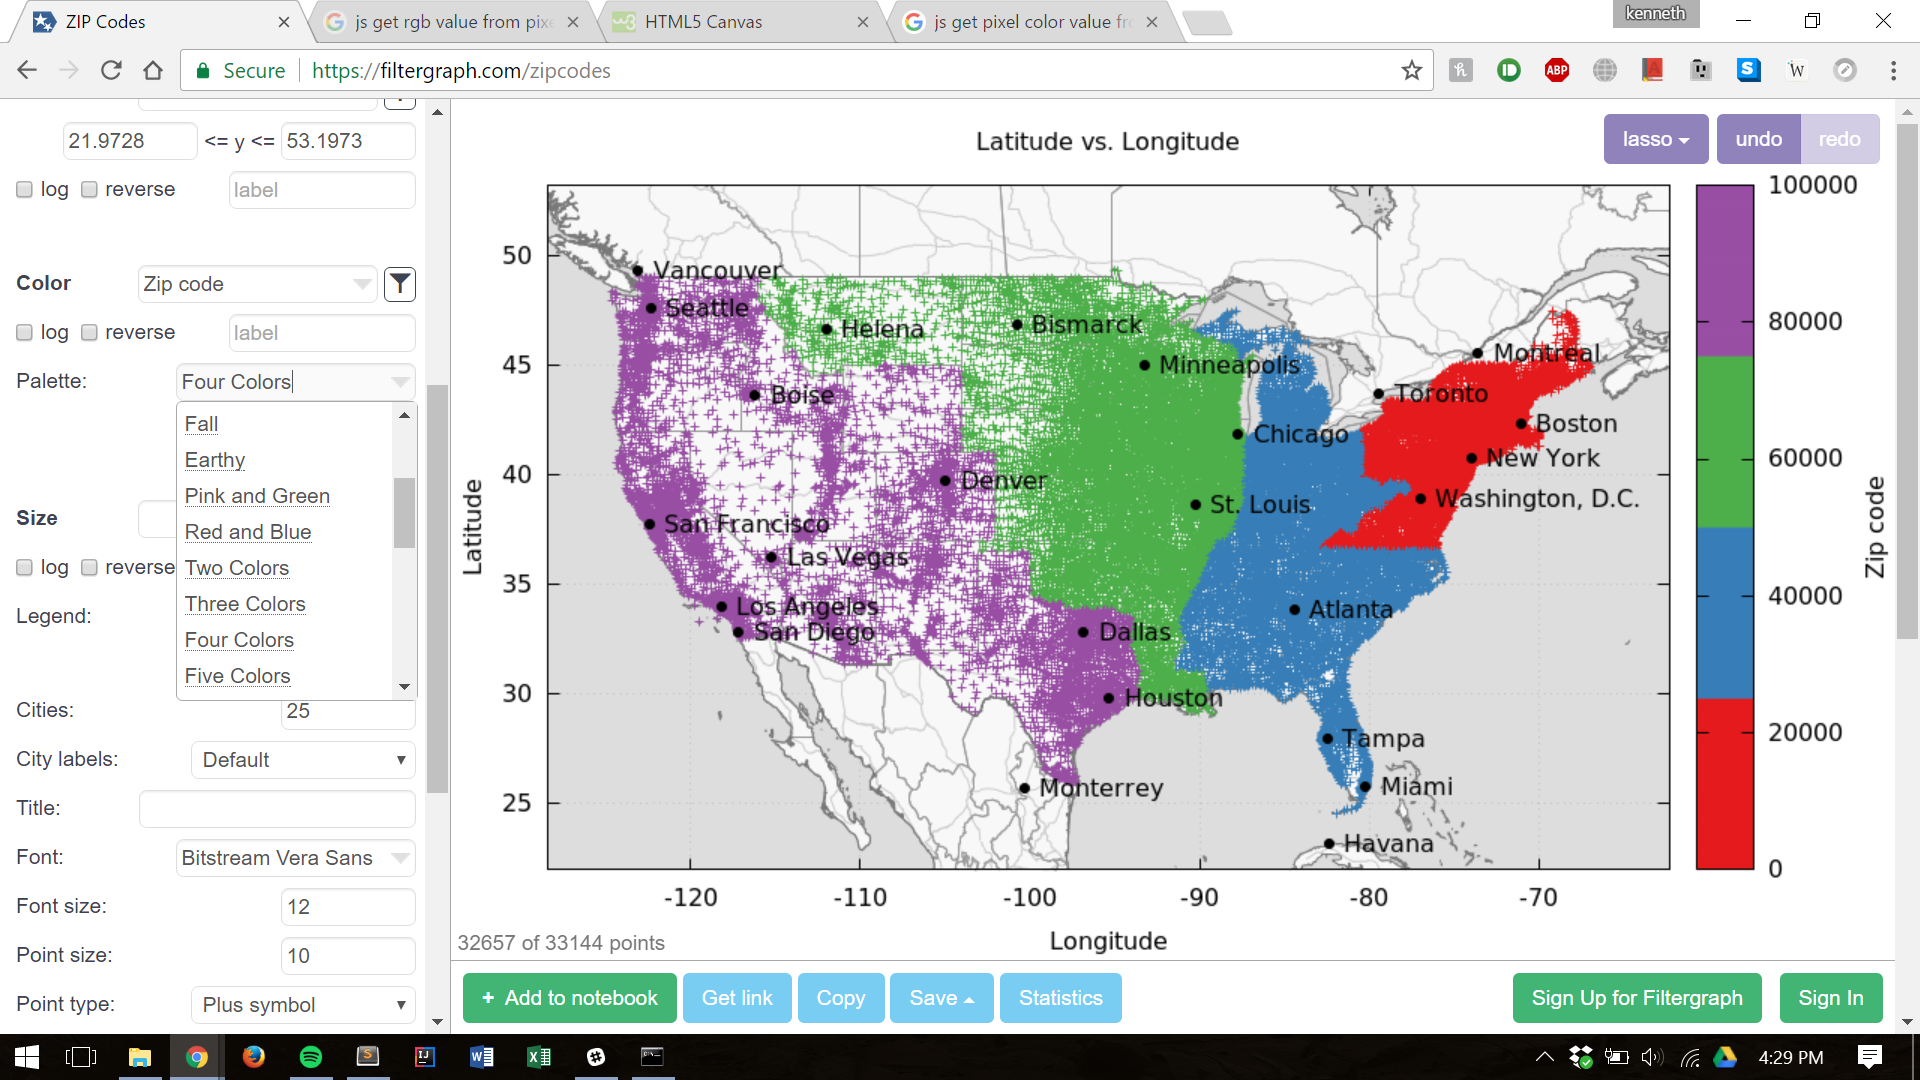 ZIP Codes
js get rgb value from pixe
HTML5 Canvas
js get pixel color value fr
kenneth
Secure
https://filtergraph.com/zipcodes
ABP
S
W
21.9728 <= y <= 53.1973
log reverse label
Color Zip code
log reverse label
Palette: Four Colors
Fall
Earthy
Pink and Green
Red and Blue
Two Colors
Three Colors
Four Colors
Five Colors
Size
log reverse
Legend:
Cities: 25
City labels: Default
Title:
Font: Bitstream Vera Sans
Font size: 12
Point size: 10
Point type: Plus symbol
Latitude vs. Longitude
lasso undo redo
50
45
40
35
30
25
Latitude
Vancouver
Seattle
Helena
Bismarck
Minneapolis
Montreal
Boise
Toronto
Boston
Chicago
New York
Denver
Washington, D.C.
St. Louis
San Francisco
Las Vegas
Los Angeles
Atlanta
San Diego
Dallas
Houston
Tampa
Monterrey
Miami
Havana
-120 -110 -100 -90 -80 -70
Longitude
100000
80000
60000
40000
20000
0
Zip code
32657 of 33144 points
+ Add to notebook
Get link
Copy
Save
Statistics
Sign Up for Filtergraph
Sign In
4:29 PM